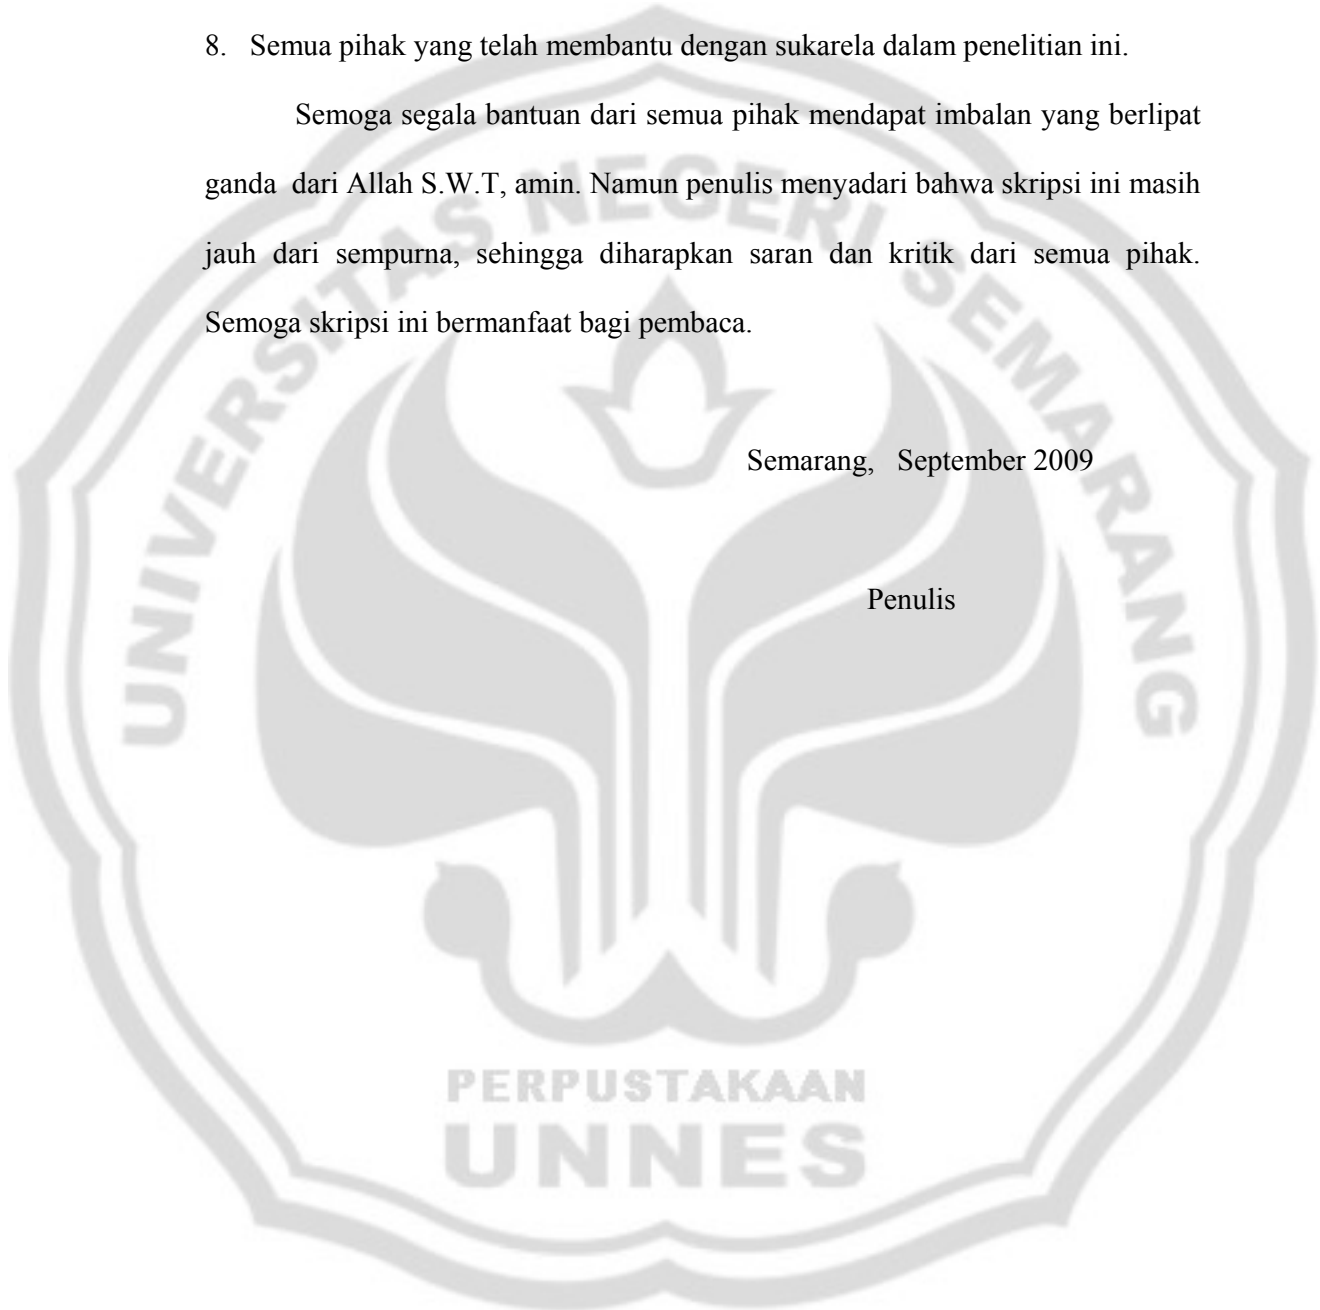 8. Semua pihak yang telah membantu dengan sukarela dalam penelitian ini.
Semoga segala bantuan dari semua pihak mendapat imbalan yang berlipat
ganda dari Allah S.W.T, amin. Namun penulis menyadari bahwa skripsi ini masih
jauh dari sempurna, sehingga diharapkan saran dan kritik dari semua pihak.
Semoga skripsi ini bermanfaat bagi pembaca.
Semarang, September 2009
Penulis
UNIVERSITAS NEGERI SEMARANG
PERPUSTAKAAN
UNNES